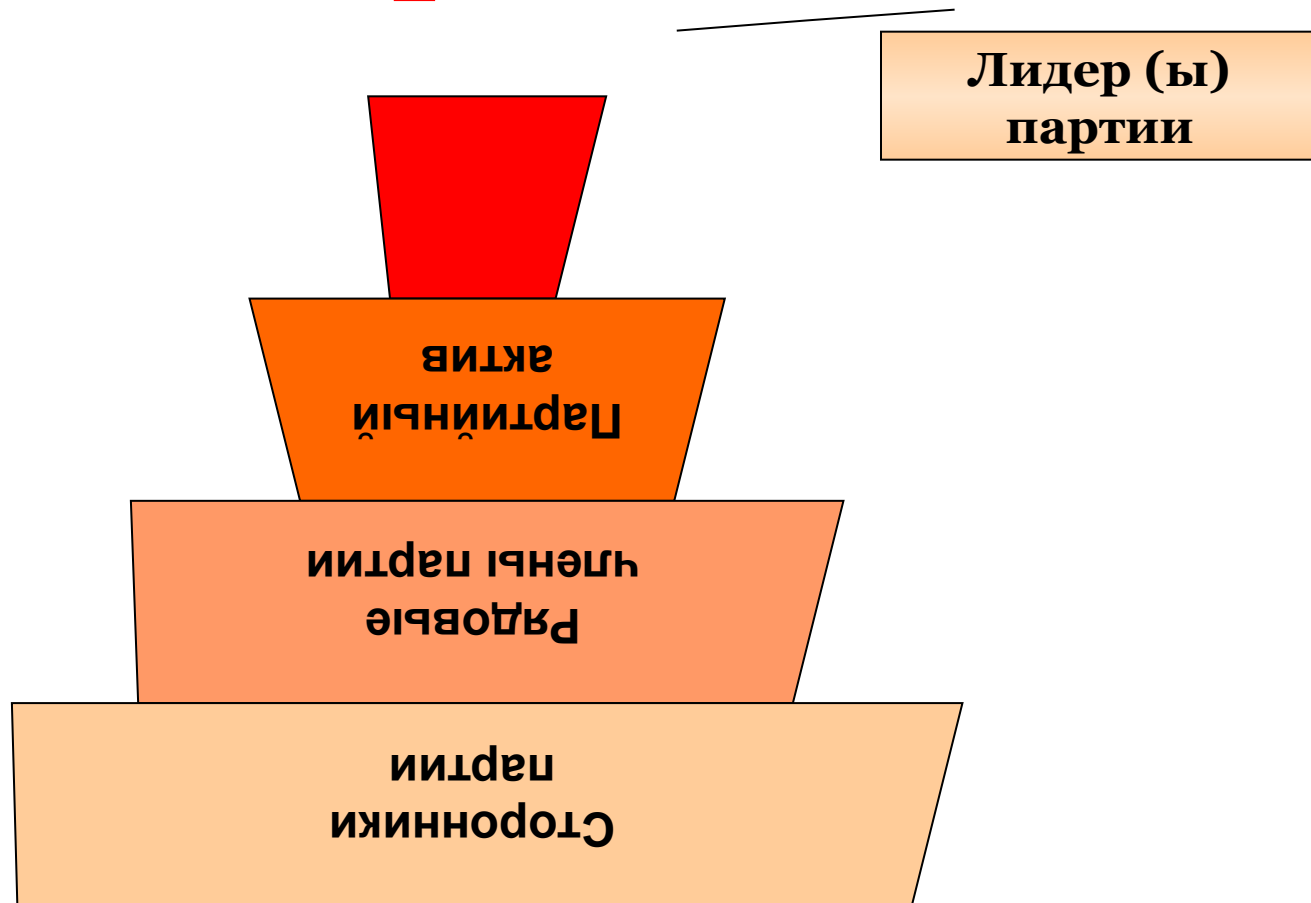 Лидер (ы)
партии
Партийный
актив
Рядовые
члены партии
Сторонники
партии